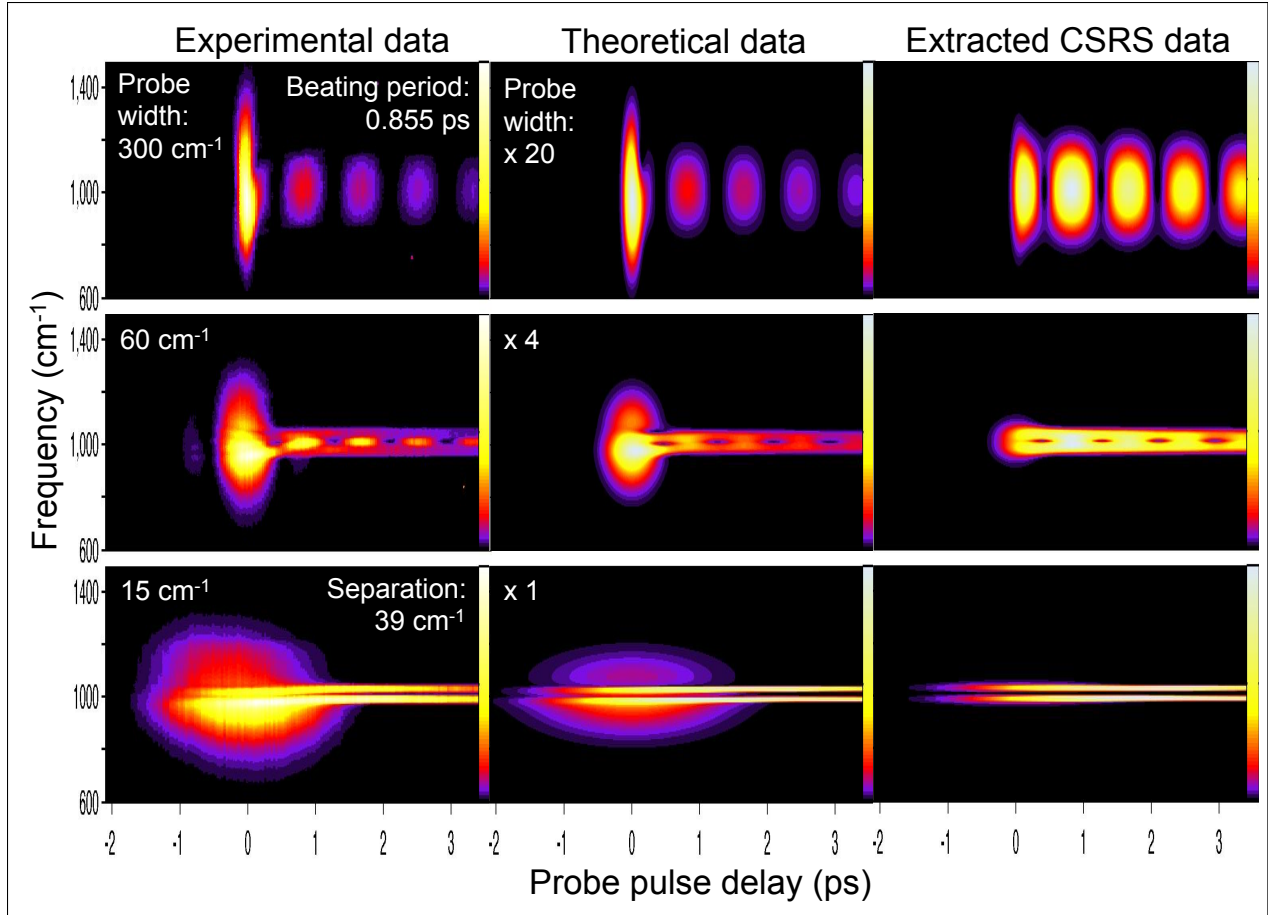 Experimental data
Theoretical data
Extracted CSRS data
Frequency (cm-1)
1,400
1,000
600
Probe
width:
300 cm-1
Beating period:
0.855 ps
Probe
width:
x 20
1,400
1,000
600
60 cm-1
x 4
1400
1000
600
15 cm-1
Separation:
39 cm-1
x 1
-2 -1 0 1 2 3
-2 -1 0 1 2 3
-2 -1 0 1 2 3
Probe pulse delay (ps)